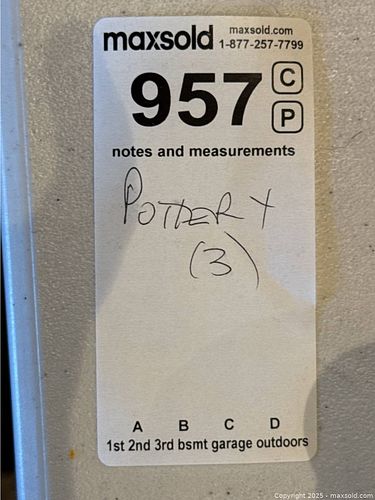 maxsold maxsold.com
1-877-257-7799
957 C
P
notes and measurements
POTTERY
(3)
A B C D
1st 2nd 3rd bsmt garage outdoors
Copyright 2025 - maxsold.com